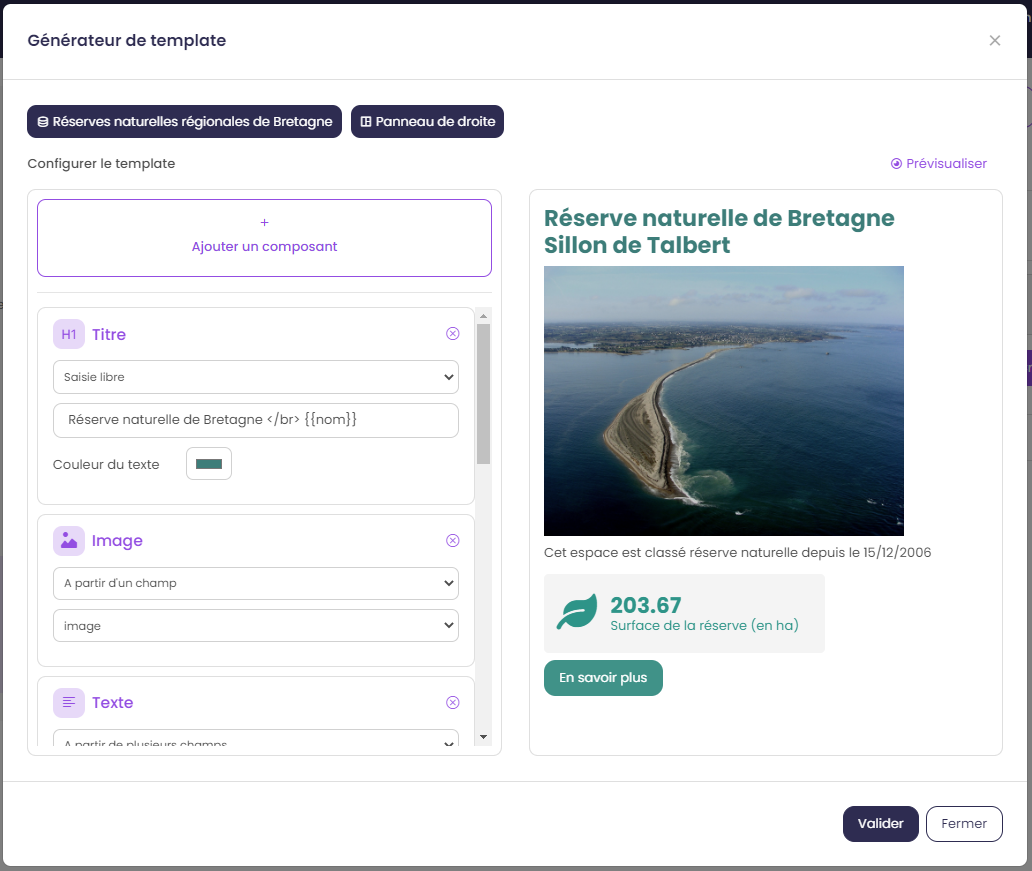 Générateur de template
Réserves naturelles régionales de Bretagne
Panneau de droite
Configurer le template
Prévisualiser
+
Ajouter un composant
H1 Titre
Saisie libre
Réserve naturelle de Bretagne </br> {{nom}}
Couleur du texte
Image
A partir d'un champ
image
Texte
A partir de plusieurs champs
Réserve naturelle de Bretagne
Sillon de Talbert
Cet espace est classé réserve naturelle depuis le 15/12/2006
203.67
Surface de la réserve (en ha)
En savoir plus
Valider
Fermer